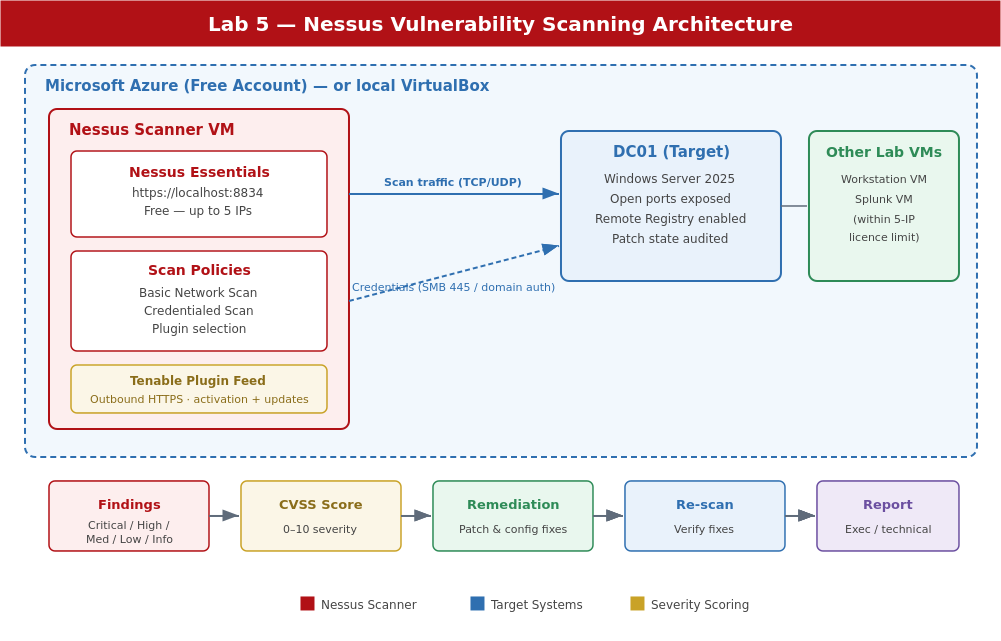 Lab 5 — Nessus Vulnerability Scanning Architecture
Microsoft Azure (Free Account) — or local VirtualBox
Nessus Scanner VM
Nessus Essentials
https://localhost:8834
Free — up to 5 IPs
Scan Policies
Basic Network Scan
Credentialed Scan
Plugin selection
Tenable Plugin Feed
Outbound HTTPS · activation + updates
Scan traffic (TCP/UDP)
Credentials (SMB 445 / domain auth)
DC01 (Target)
Windows Server 2025
Open ports exposed
Remote Registry enabled
Patch state audited
Other Lab VMs
Workstation VM
Splunk VM
(within 5-IP
licence limit)
Findings
Critical / High /
Med / Low / Info
CVSS Score
0–10 severity
Remediation
Patch & config fixes
Re-scan
Verify fixes
Report
Exec / technical
Nessus Scanner
Target Systems
Severity Scoring